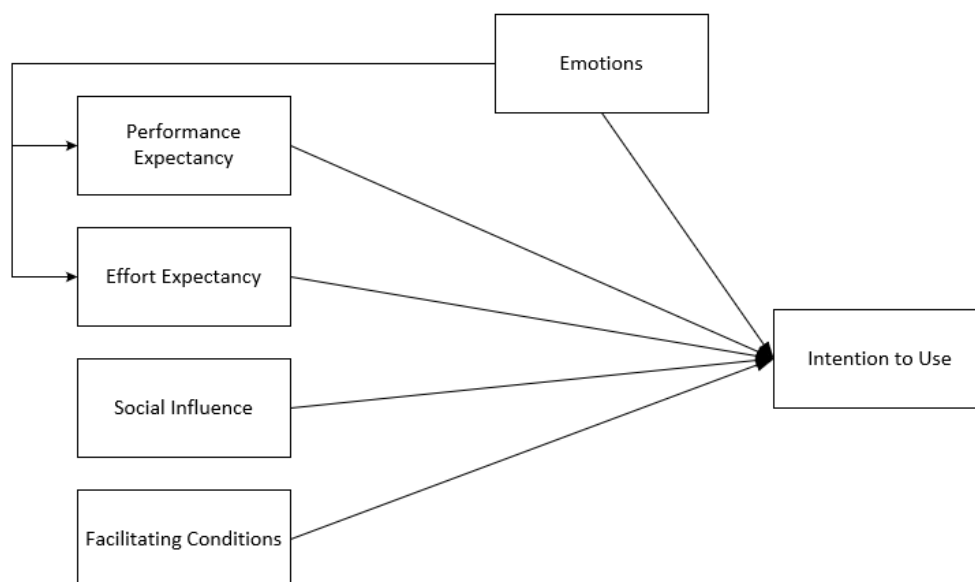 Emotions
Performance
Expectancy
Effort Expectancy
Intention to Use
Social Influence
Facilitating Conditions